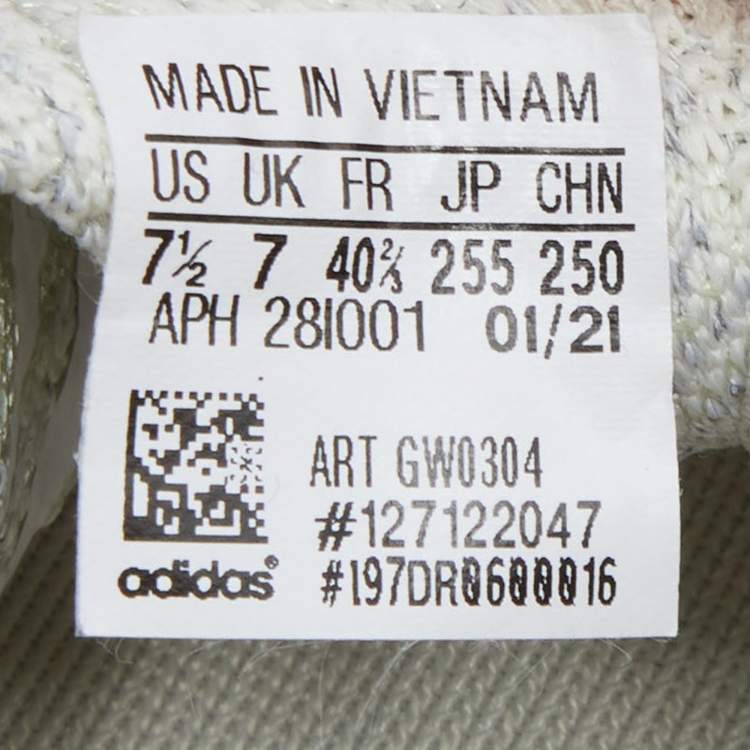 MADE IN VIETNAM
US UK FR JP CHN
7½ 7 40⅔ 255 250
APH 28I001 01/21
ART GW0304
#127122047
adidas® #197DR0600016